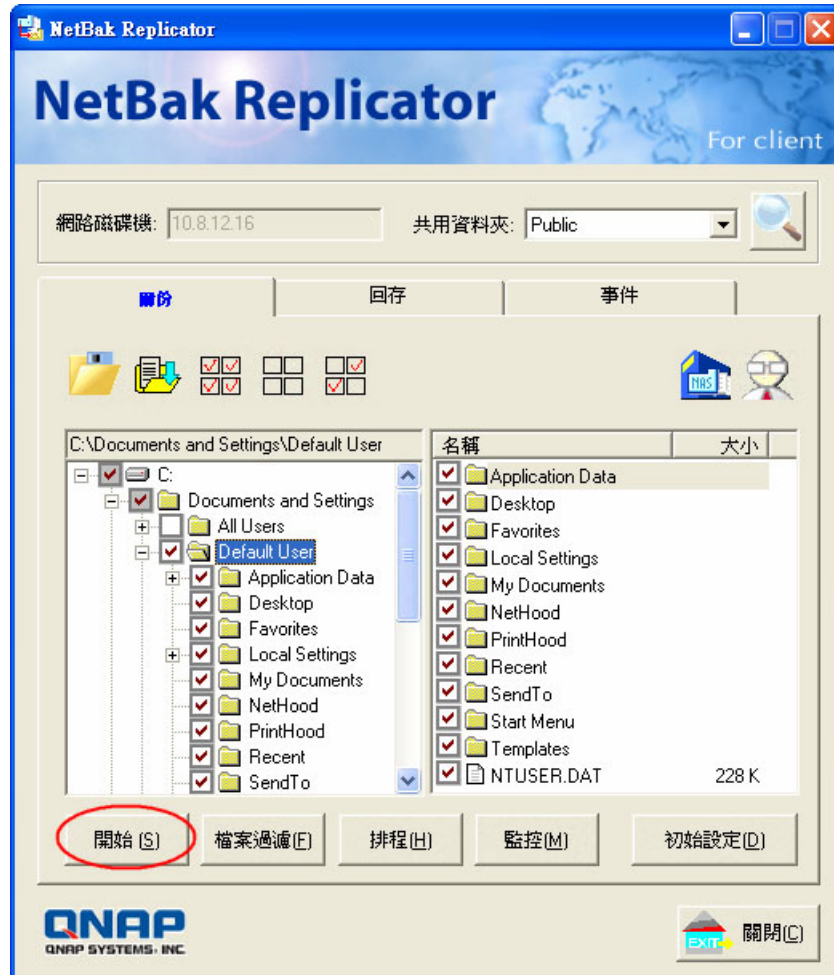 NetBak Replicator
NetBak Replicator
For client
網路磁碟機: 10.8.12.16 共用資料夾: Public
備份 回存 事件
NAS
C:\Documents and Settings\Default User
C:
Documents and Settings
All Users
Default User
Application Data
Desktop
Favorites
Local Settings
My Documents
NetHood
PrintHood
Recent
SendTo
名稱 大小
Application Data
Desktop
Favorites
Local Settings
My Documents
NetHood
PrintHood
Recent
SendTo
Start Menu
Templates
NTUSER.DAT 228 K
開始 (S) 檔案過濾(F) 排程(H) 監控(M) 初始設定(D)
QNAP
QNAP SYSTEMS, INC.
EXIT 關閉(C)